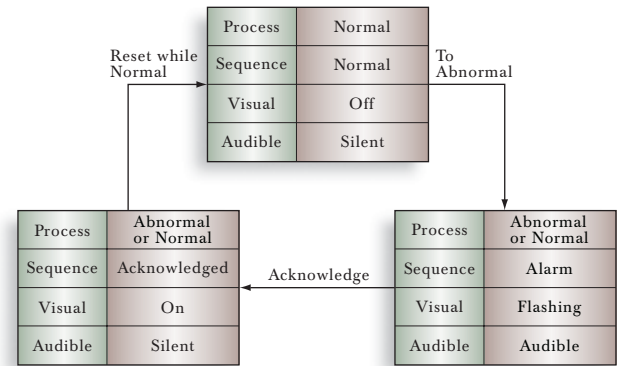 Process Normal
Sequence Normal
Visual Off
Audible Silent
Reset while
Normal
To
Abnormal
Process Abnormal
or Normal
Sequence Acknowledged
Visual On
Audible Silent
Acknowledge
Process Abnormal
or Normal
Sequence Alarm
Visual Flashing
Audible Audible